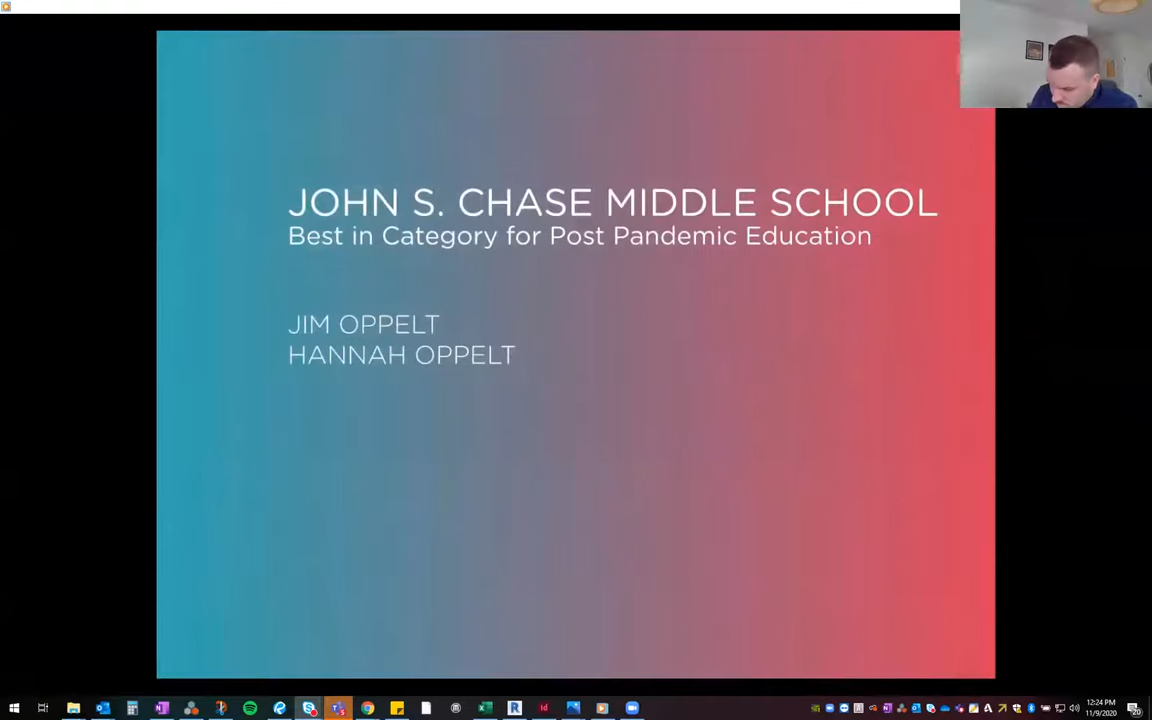 JOHN S. CHASE MIDDLE SCHOOL
Best in Category for Post Pandemic Education
JIM OPPELT
HANNAH OPPELT
12:24 PM
11/9/2020